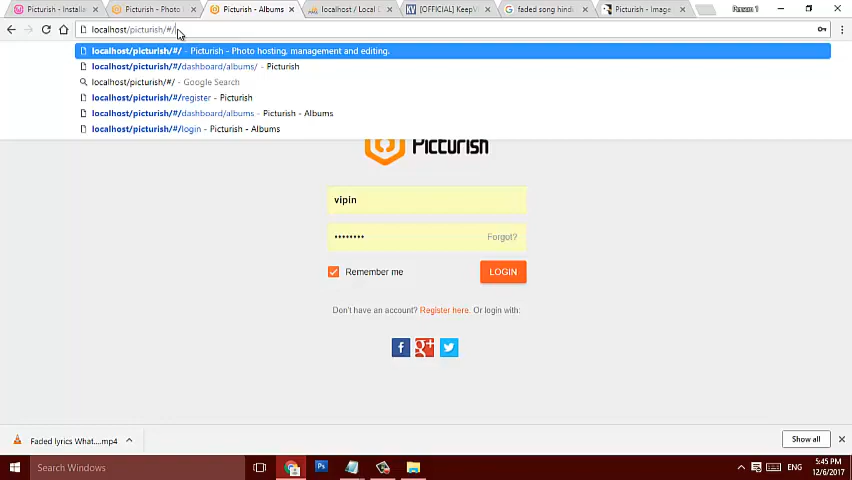 Picturish - Installe
Picturish - Photo
Picturish - Albums
localhost / Local
[OFFICIAL] KeepV
faded song hindi
Picturish - Image
Person 1
localhost/picturish/#/
localhost/picturish/#/ - Picturish - Photo hosting, management and editing.
localhost/picturish/#/dashboard/albums/ - Picturish
localhost/picturish/#/ - Google Search
localhost/picturish/#/register - Picturish
localhost/picturish/#/dashboard/albums - Picturish - Albums
localhost/picturish/#/login - Picturish - Albums
Picturish
vipin
•••••••• Forgot?
Remember me
LOGIN
Don't have an account? Register here. Or login with:
Faded lyrics What....mp4
Show all
Search Windows
ENG
5:45 PM
12/6/2017